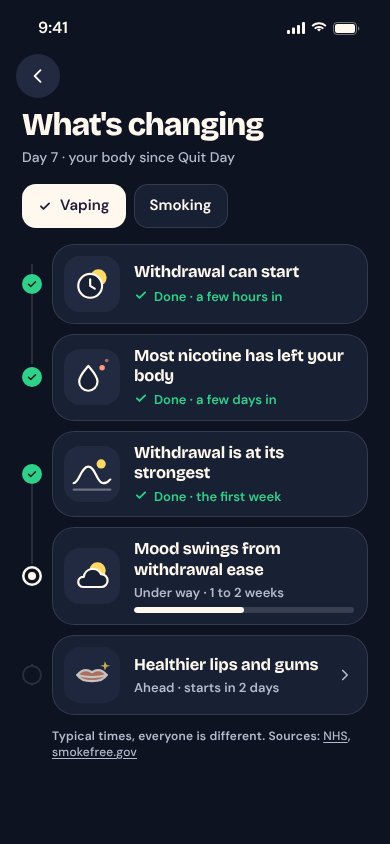 9:41
What's changing
Day 7 · your body since Quit Day
Vaping
Smoking
Withdrawal can start
Done · a few hours in
Most nicotine has left your
body
Done · a few days in
Withdrawal is at its
strongest
Done · the first week
Mood swings from
withdrawal ease
Under way · 1 to 2 weeks
Healthier lips and gums
Ahead · starts in 2 days
Typical times, everyone is different. Sources: NHS,
smokefree.gov